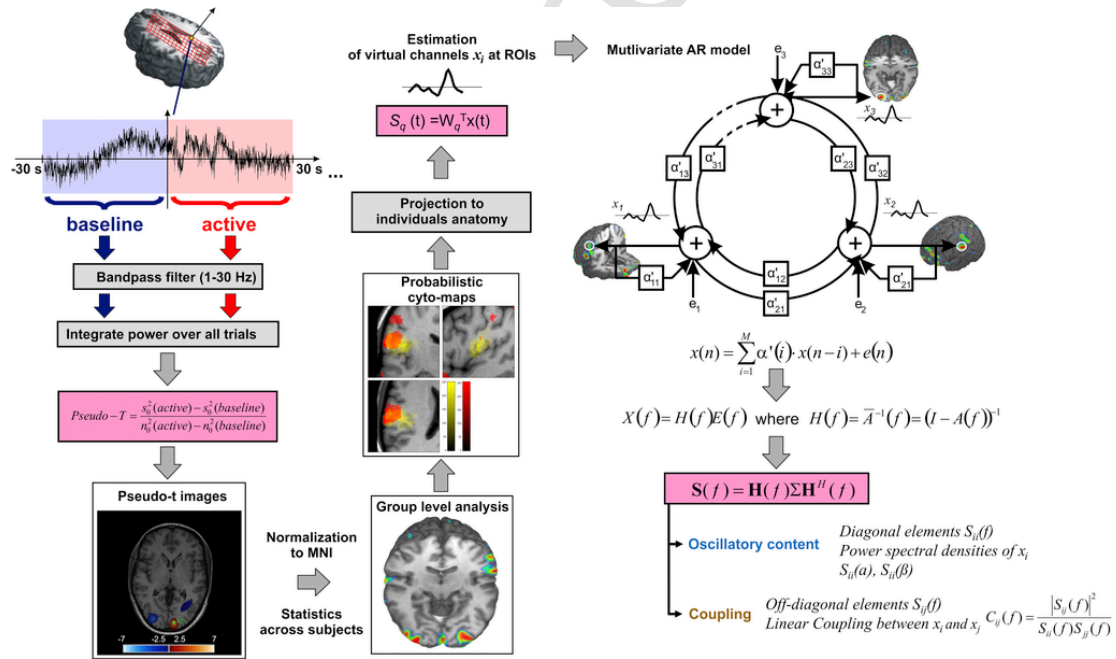 -30 s
30 s
...
baseline
active
Bandpass filter (1-30 Hz)
Integrate power over all trials
Pseudo-T = s₀²(active) − s₀²(baseline) / n₀²(active) − n₀²(baseline)
Pseudo-t images
-7 -2.5 2.5 7
Normalization
to MNI
Statistics
across subjects
Group level analysis
Probabilistic
cyto-maps
Projection to
individuals anatomy
S_q (t) =W_q^T x(t)
Estimation
of virtual channels x_i at ROIs
Mutlivariate AR model
e₃
α'₃₃
x₃
α'₁₃
α'₃₁
α'₂₃
α'₃₂
x₁
x₂
α'₁₁
α'₁₂
α'₂₁
α'₂₁
e₁
e₂
x(n) = ∑_{i=1}^{M} α'(i)· x(n−i) + e(n)
X(f) = H(f)E(f) where H(f) = A̅⁻¹(f) = (I − A(f))⁻¹
S(f) = H(f)ΣH^H(f)
Oscillatory content
Diagonal elements S_ii(f)
Power spectral densities of x_i
S_ii(α), S_ii(β)
Coupling
Off-diagonal elements S_ij(f)
Linear Coupling between x_i and x_j
C_ij(f) = |S_ij(f)|² / S_ii(f)S_jj(f)